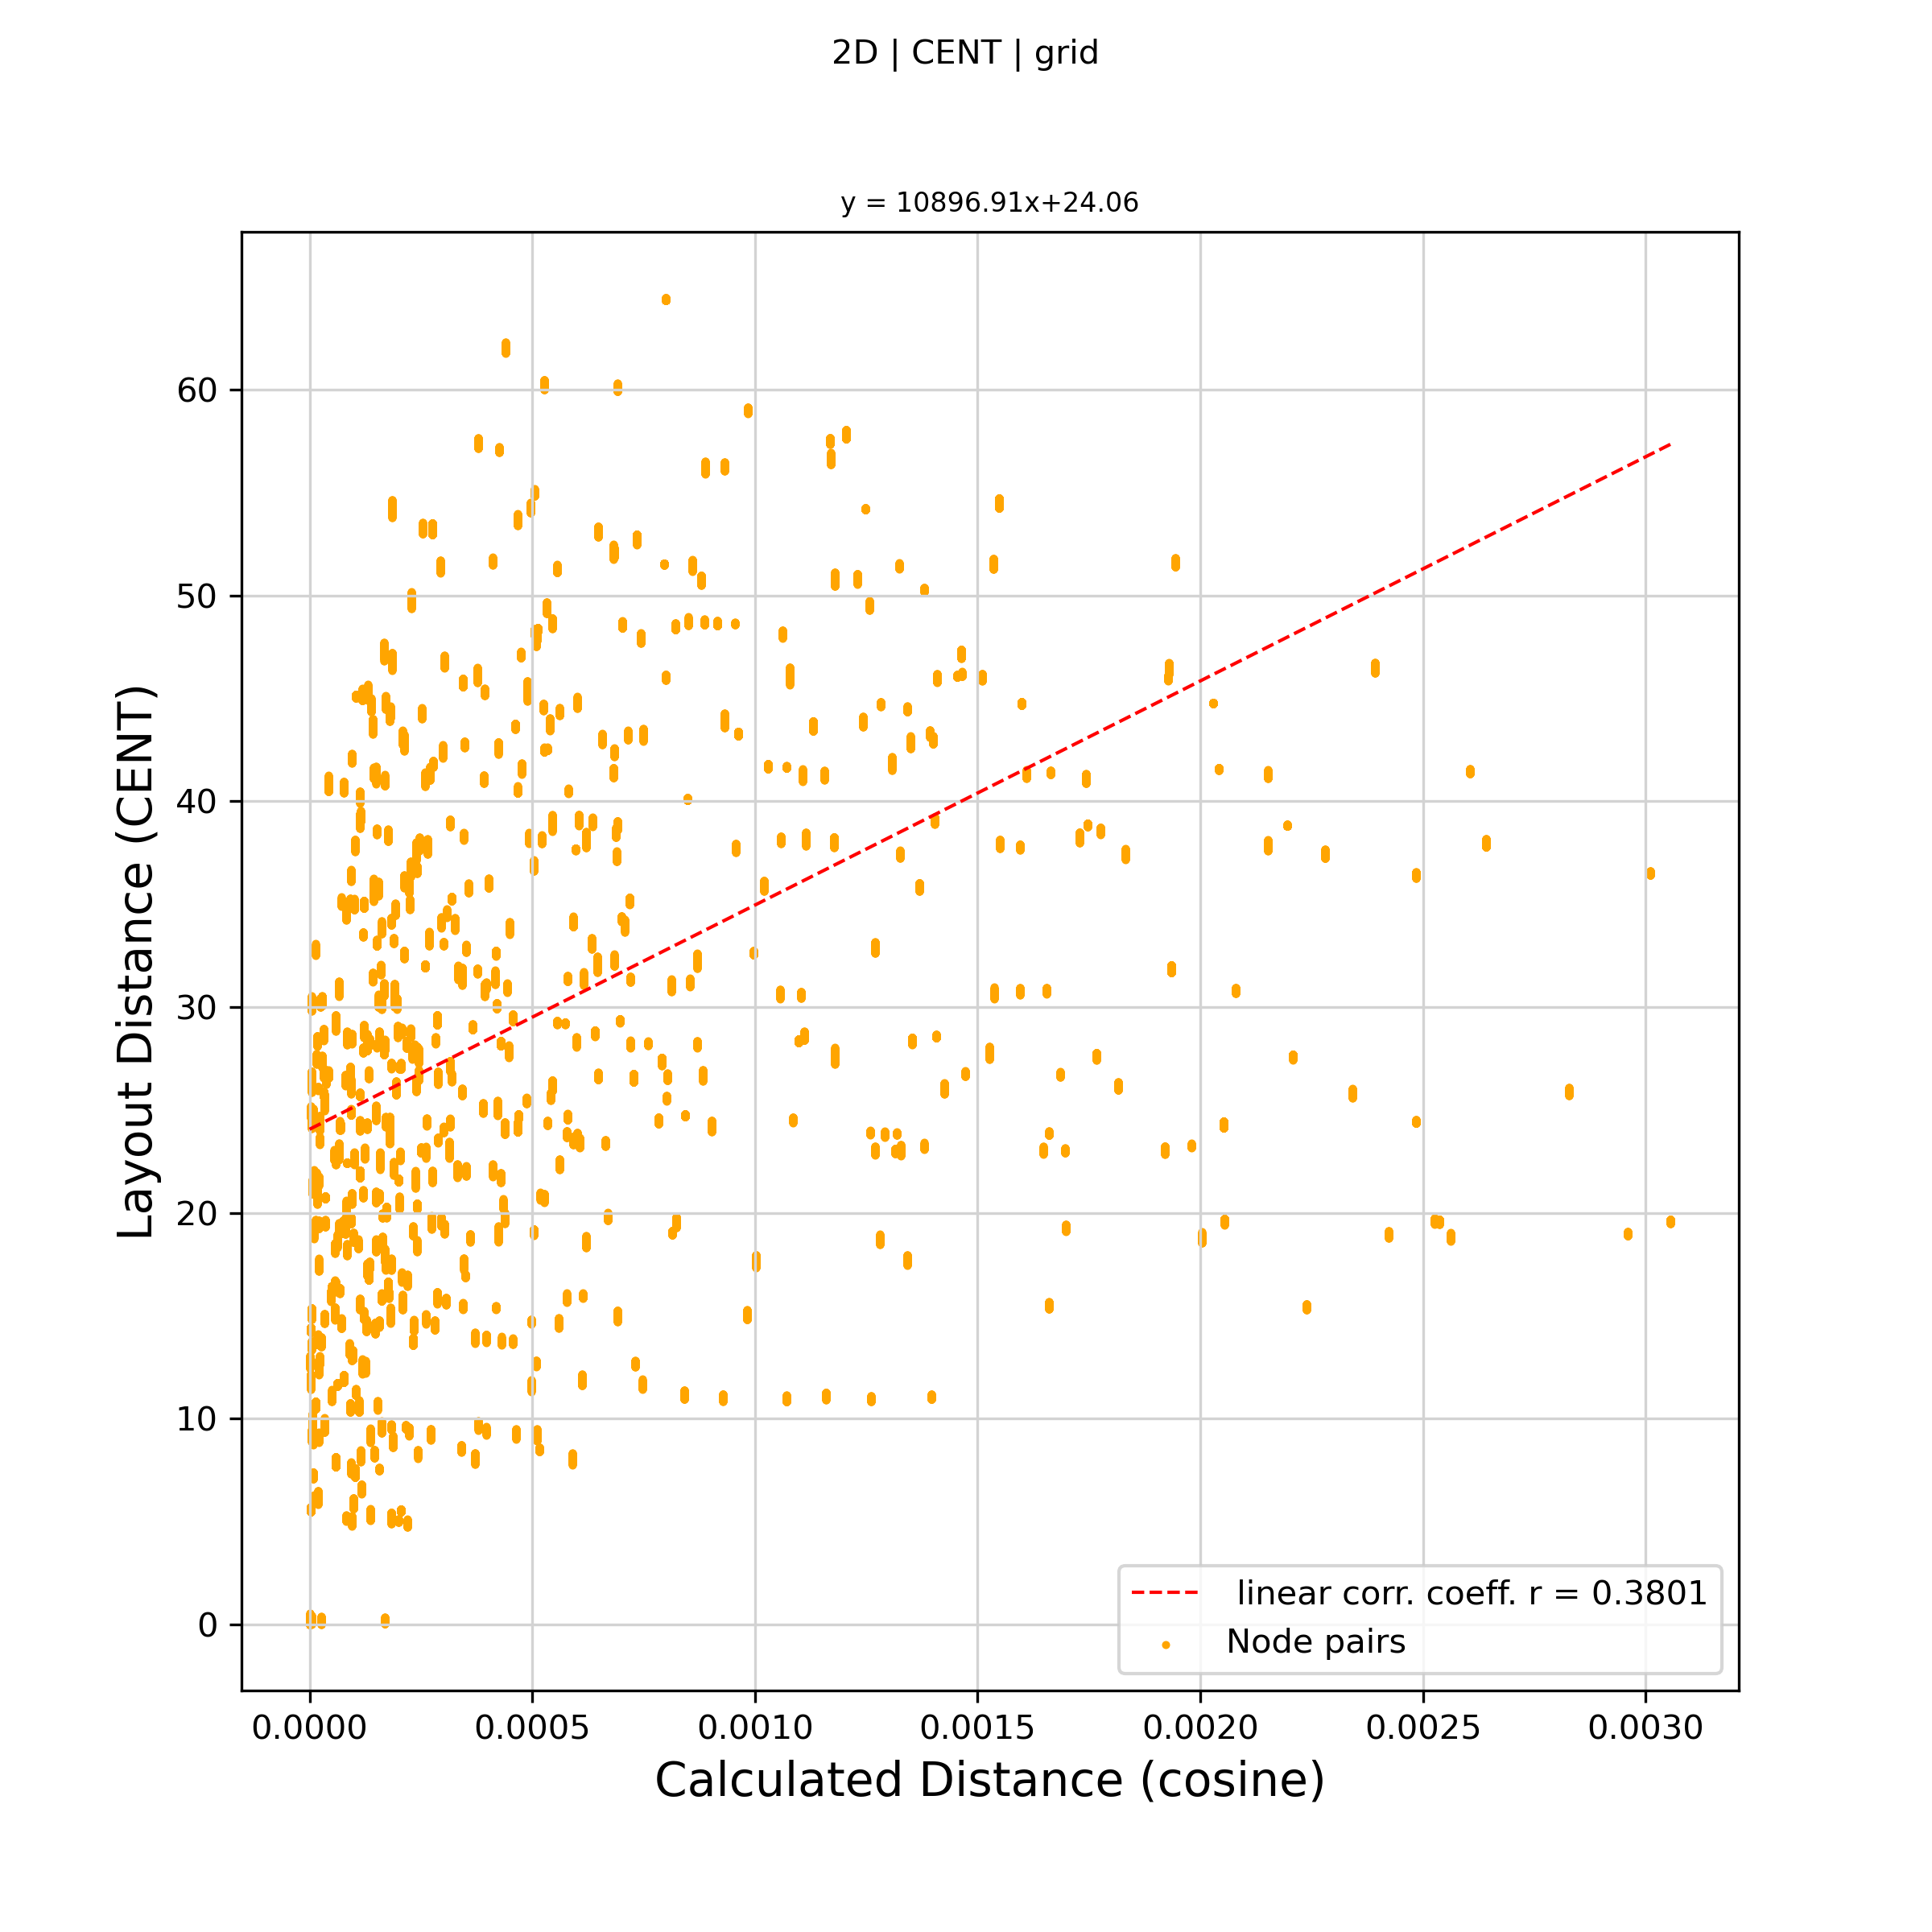 2D | CENT | grid
y = 10896.91x+24.06
60
50
40
30
20
10
0
Layout Distance (CENT)
linear corr. coeff. r = 0.3801
Node pairs
0.0000 0.0005 0.0010 0.0015 0.0020 0.0025 0.0030
Calculated Distance (cosine)